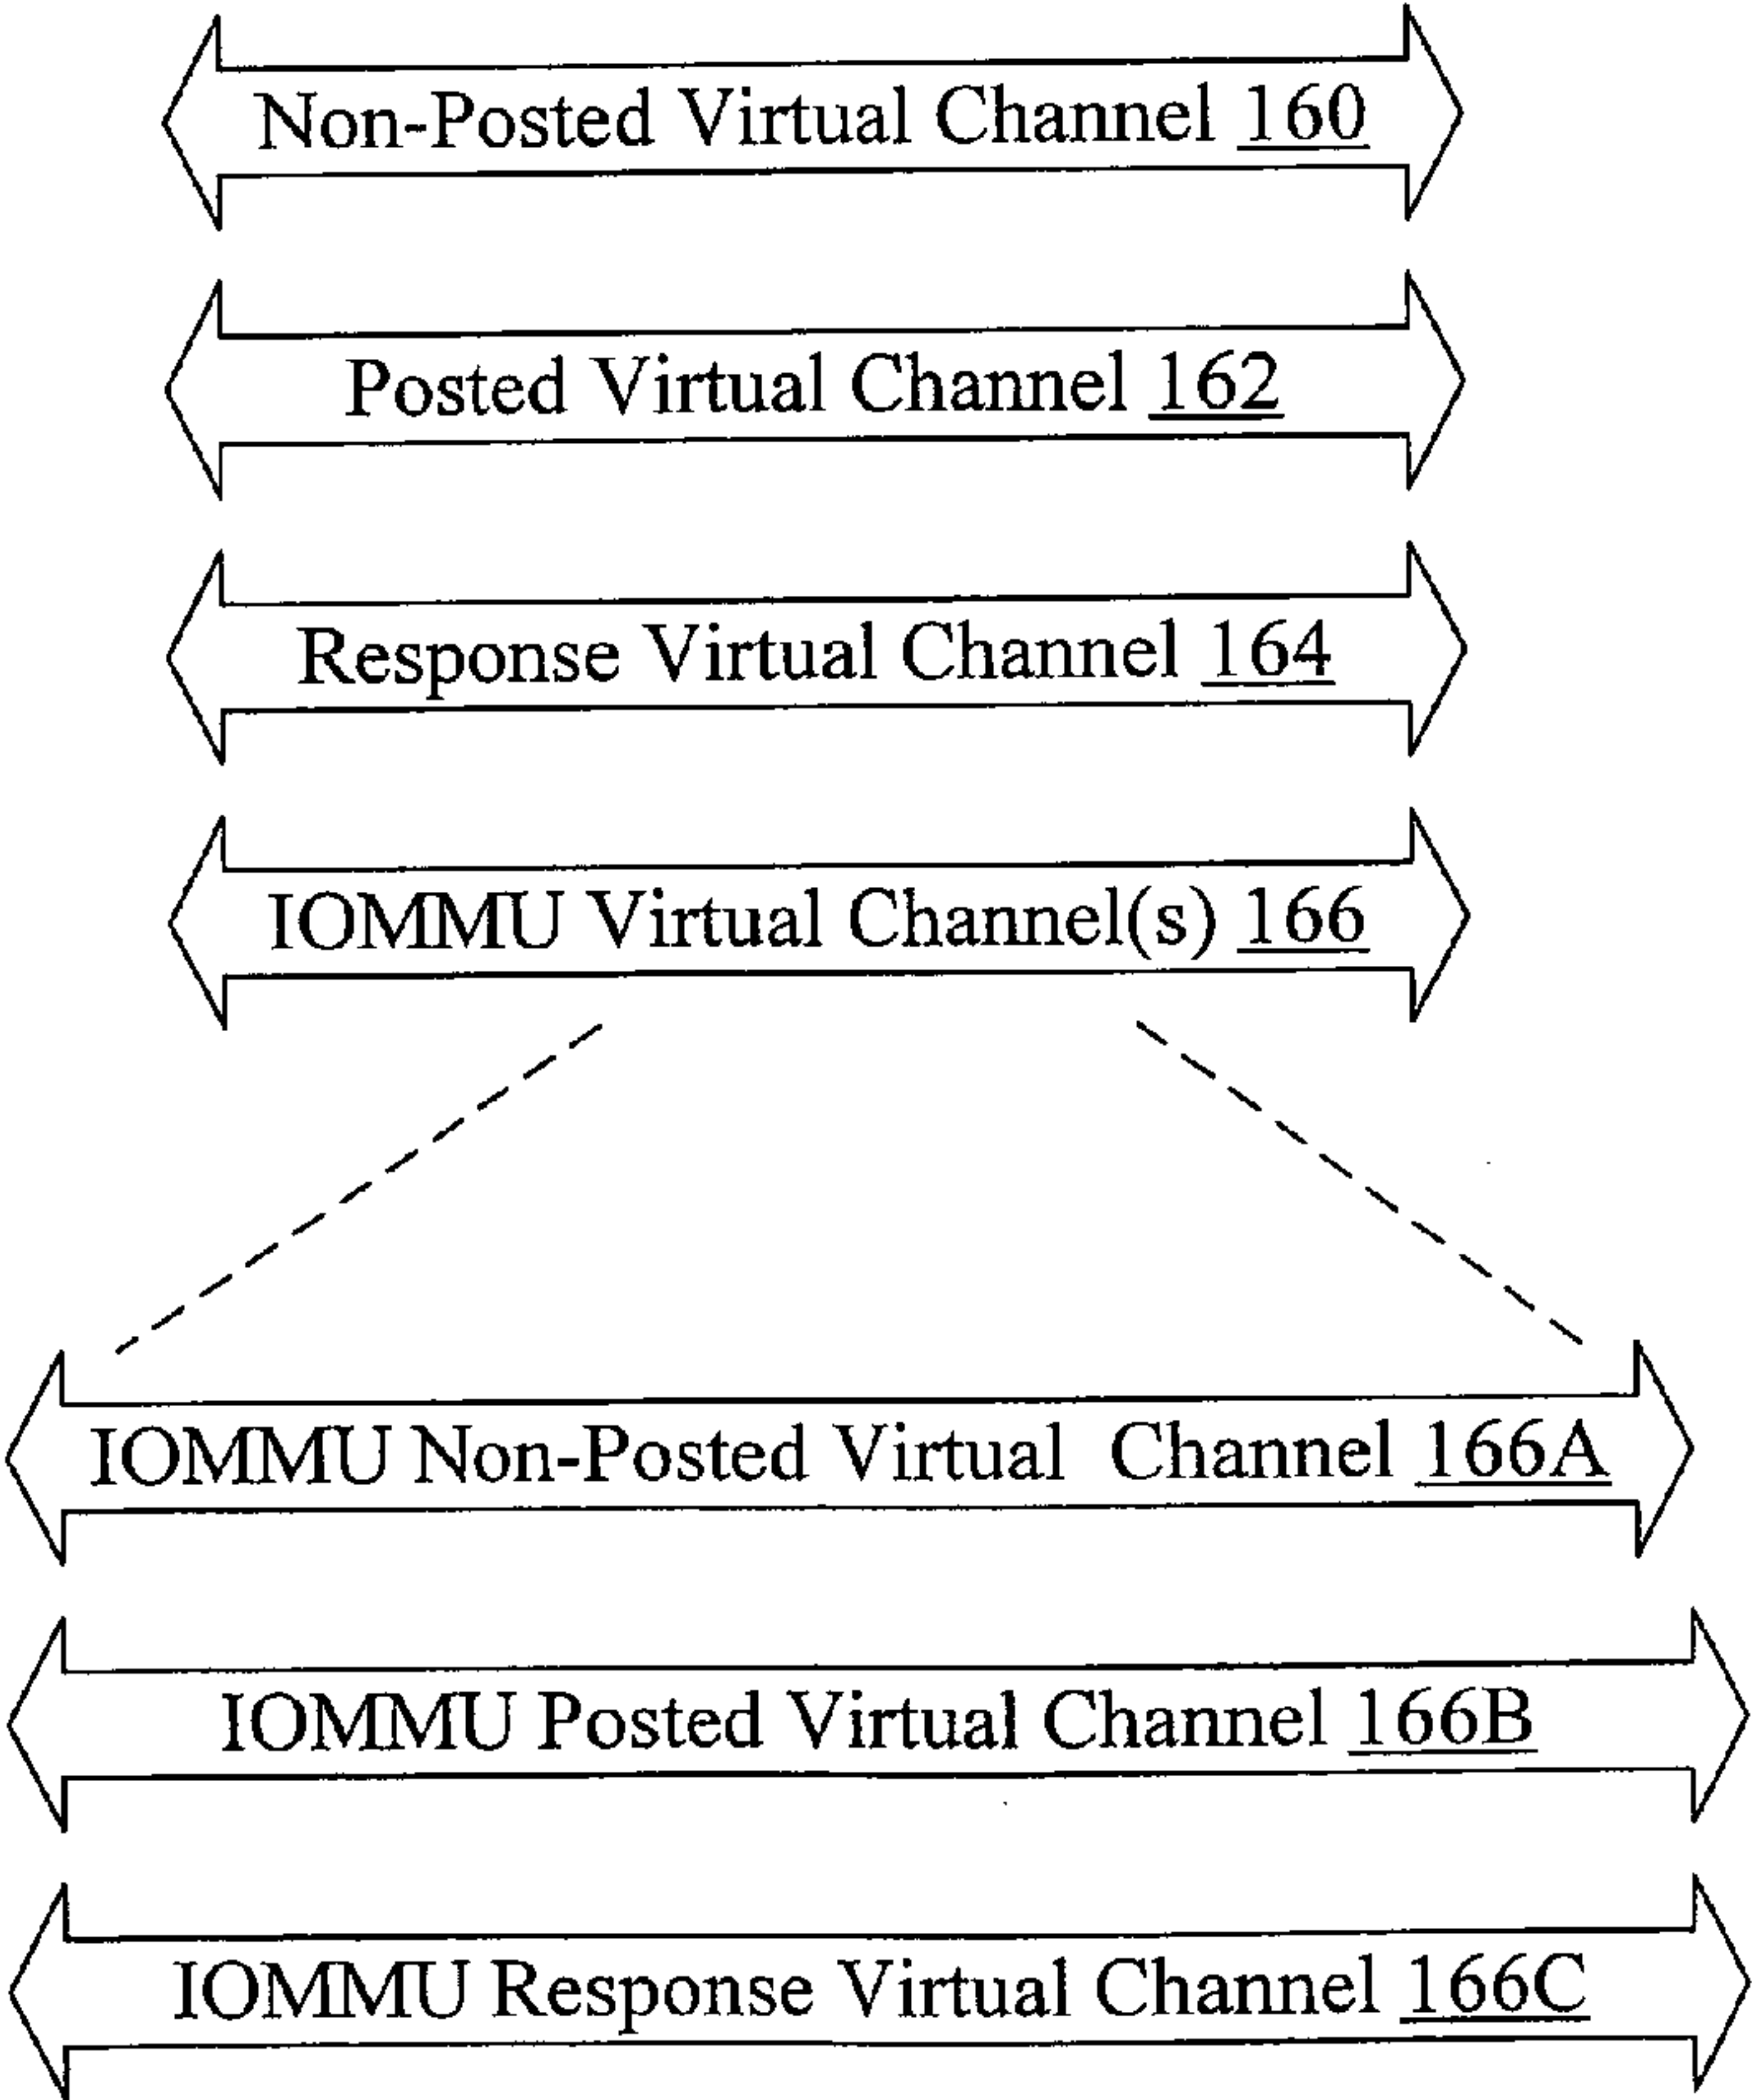 Non-Posted Virtual Channel 160
Posted Virtual Channel 162
Response Virtual Channel 164
IOMMU Virtual Channel(s) 166
IOMMU Non-Posted Virtual Channel 166A
IOMMU Posted Virtual Channel 166B
IOMMU Response Virtual Channel 166C